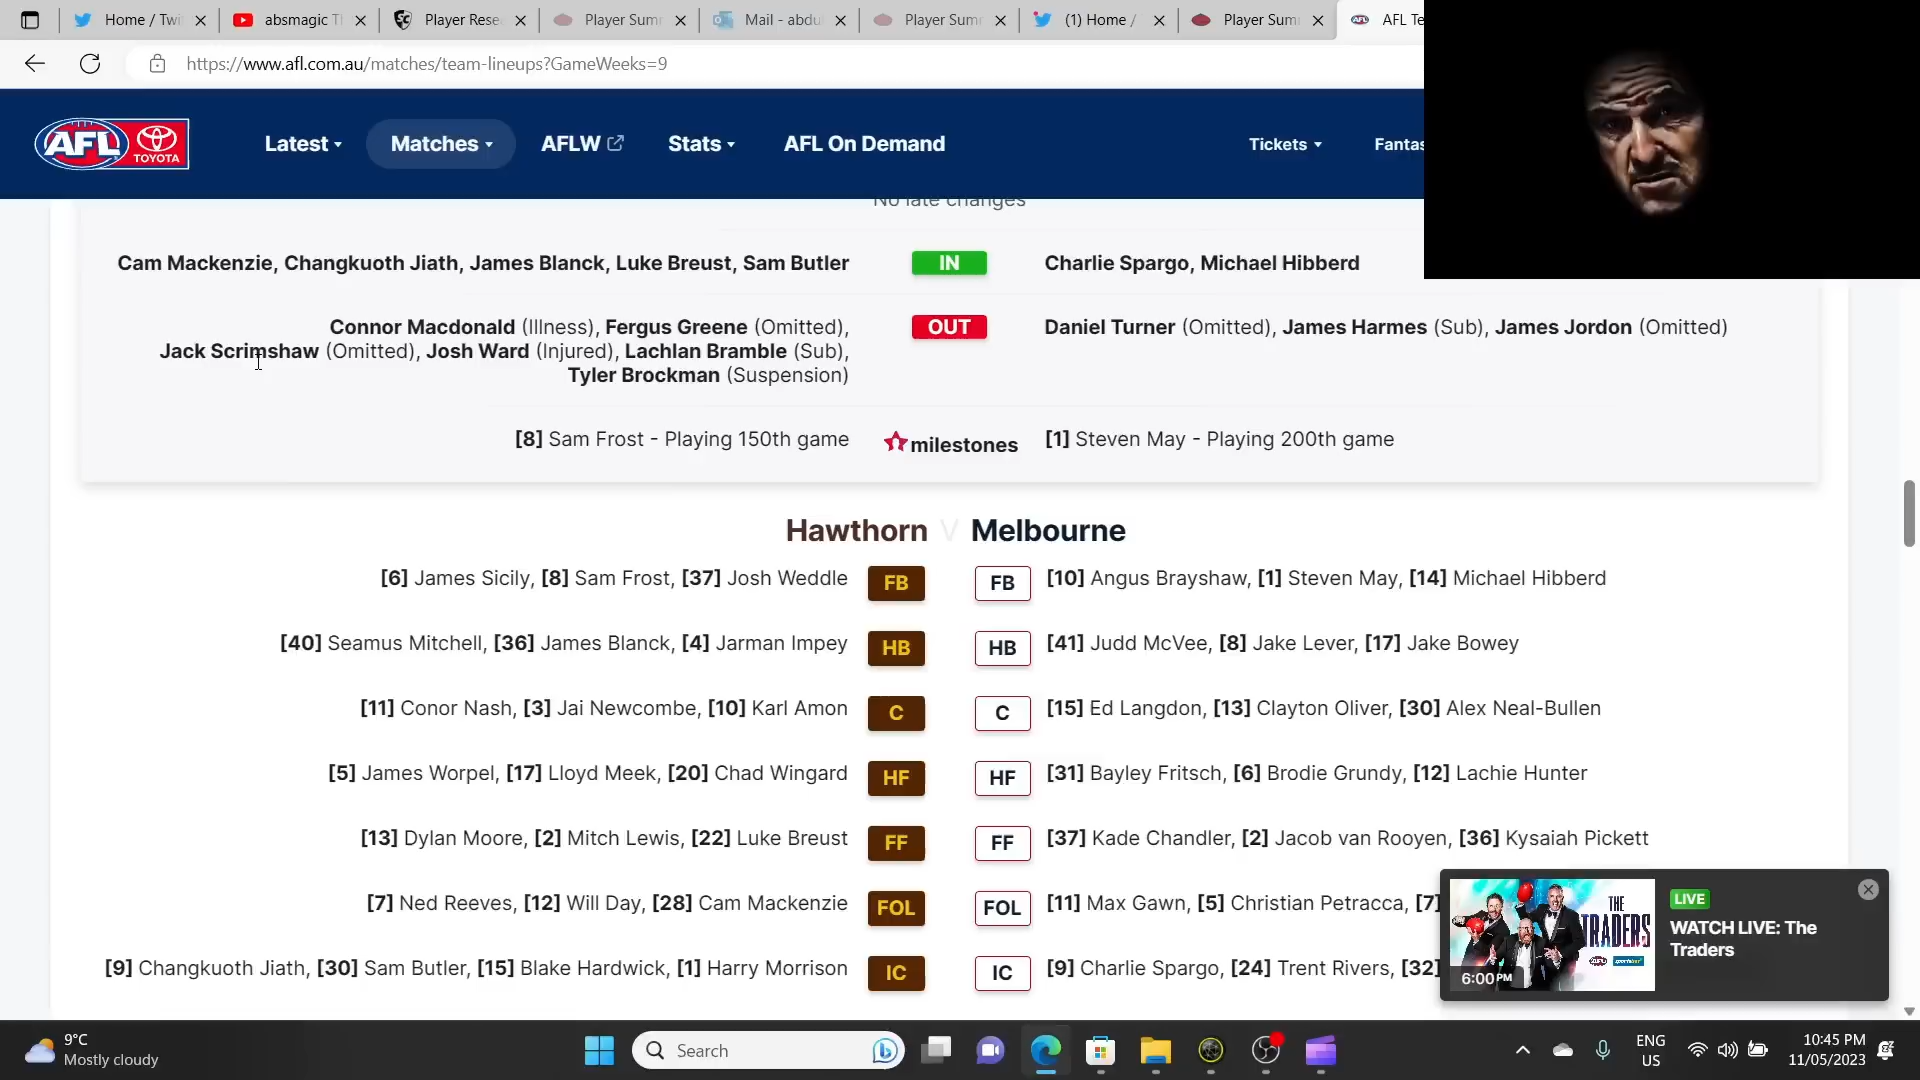 Home / Twi
absmagic T
Player Rese
Player Sum
Mail - abdu
Player Sum
(1) Home /
Player Sum
AFL Te
https://www.afl.com.au/matches/team-lineups?GameWeeks=9
AFL TOYOTA
Latest
Matches
AFLW
Stats
AFL On Demand
Tickets
Fantas
No late changes
Cam Mackenzie, Changkuoth Jiath, James Blanck, Luke Breust, Sam Butler IN Charlie Spargo, Michael Hibberd
Connor Macdonald (Illness), Fergus Greene (Omitted), OUT Daniel Turner (Omitted), James Harmes (Sub), James Jordon (Omitted)
Jack Scrimshaw (Omitted), Josh Ward (Injured), Lachlan Bramble (Sub),
Tyler Brockman (Suspension)
[8] Sam Frost - Playing 150th game milestones [1] Steven May - Playing 200th game
Hawthorn V Melbourne
[6] James Sicily, [8] Sam Frost, [37] Josh Weddle FB FB [10] Angus Brayshaw, [1] Steven May, [14] Michael Hibberd
[40] Seamus Mitchell, [36] James Blanck, [4] Jarman Impey HB HB [41] Judd McVee, [8] Jake Lever, [17] Jake Bowey
[11] Conor Nash, [3] Jai Newcombe, [10] Karl Amon C C [15] Ed Langdon, [13] Clayton Oliver, [30] Alex Neal-Bullen
[5] James Worpel, [17] Lloyd Meek, [20] Chad Wingard HF HF [31] Bayley Fritsch, [6] Brodie Grundy, [12] Lachie Hunter
[13] Dylan Moore, [2] Mitch Lewis, [22] Luke Breust FF FF [37] Kade Chandler, [2] Jacob van Rooyen, [36] Kysaiah Pickett
[7] Ned Reeves, [12] Will Day, [28] Cam Mackenzie FOL FOL [11] Max Gawn, [5] Christian Petracca, [7]
[9] Changkuoth Jiath, [30] Sam Butler, [15] Blake Hardwick, [1] Harry Morrison IC IC [9] Charlie Spargo, [24] Trent Rivers, [32]
THE TRADERS
6:00 PM
LIVE
WATCH LIVE: The
Traders
9°C
Mostly cloudy
Search
ENG
US
10:45 PM
11/05/2023